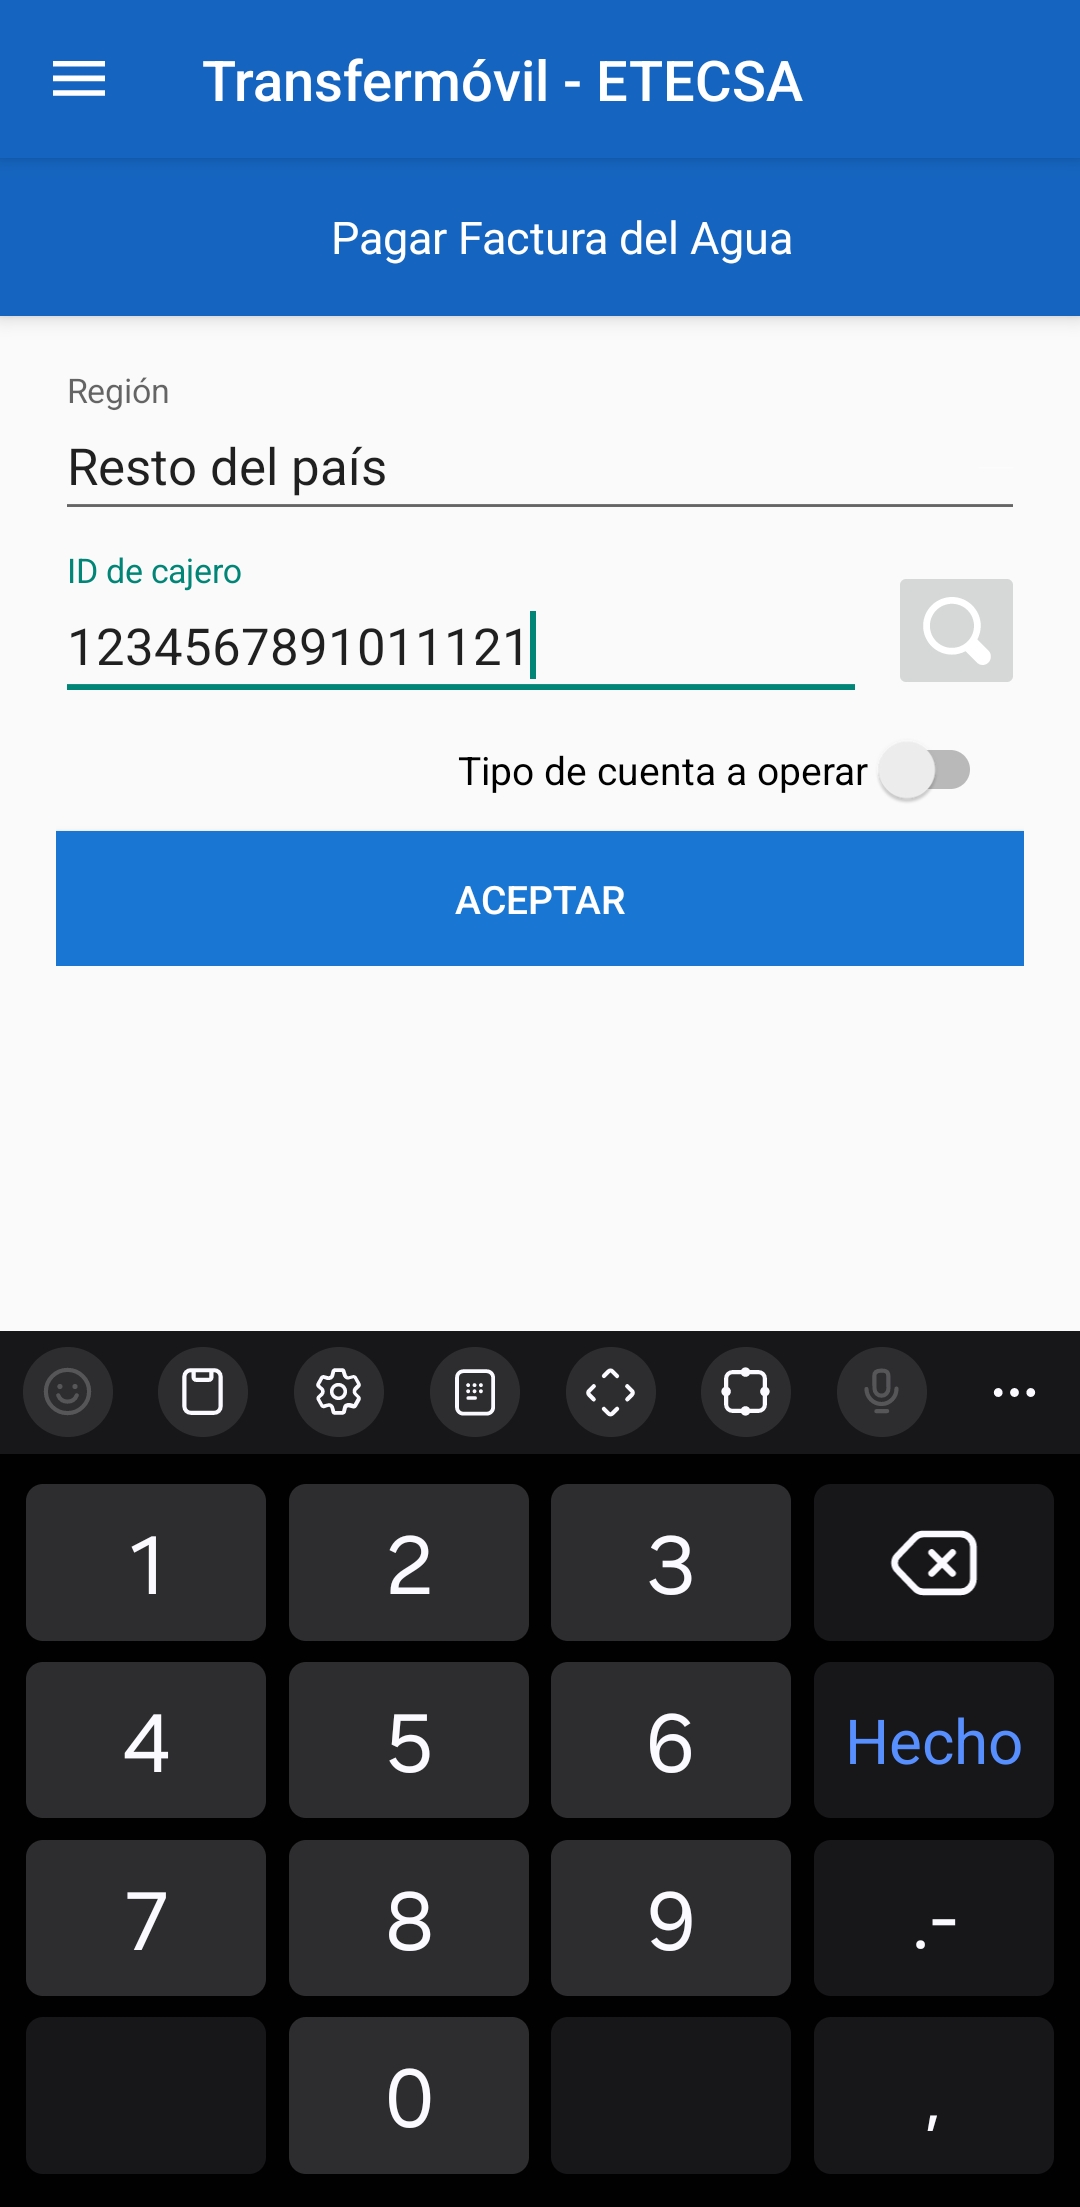 Transfermóvil - ETECSA
Pagar Factura del Agua
Región
Resto del país
ID de cajero
1234567891011121
Tipo de cuenta a operar
ACEPTAR
1 2 3
4 5 6 Hecho
7 8 9 .-
0 ,